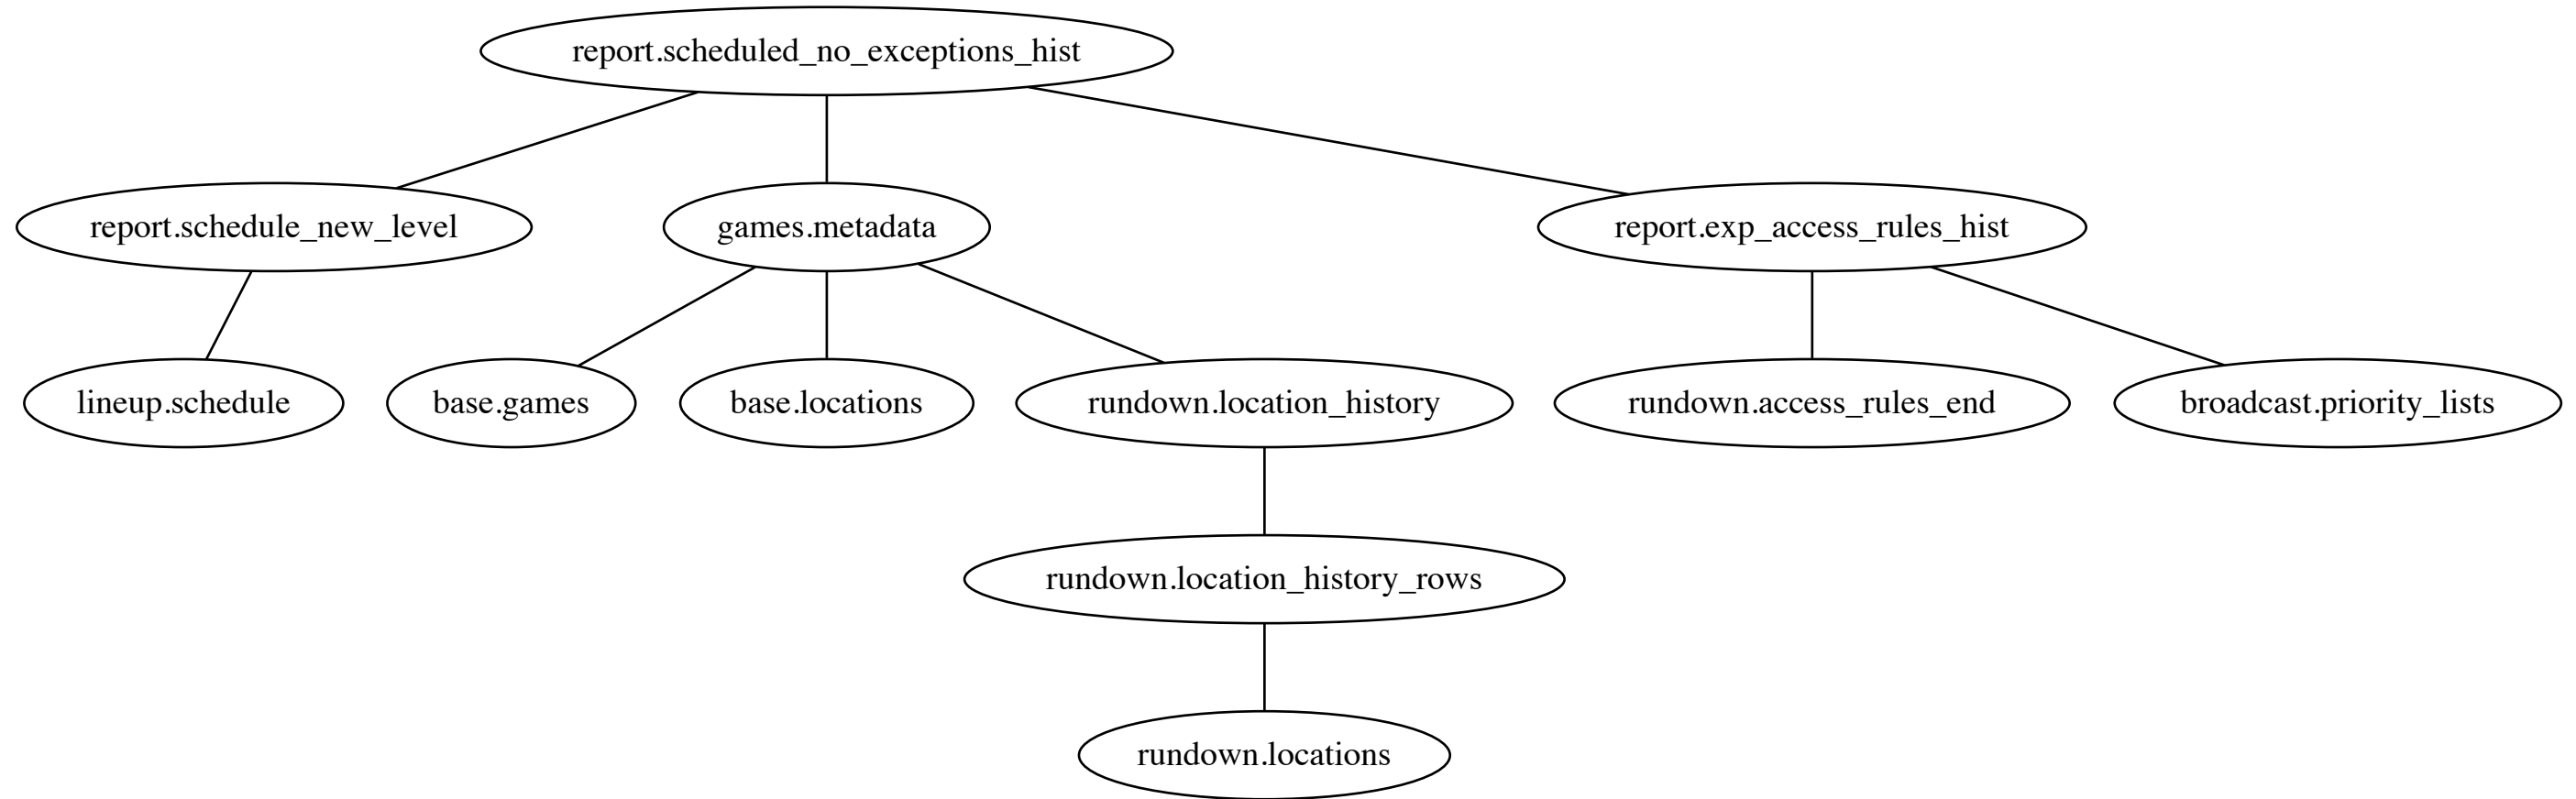 report.scheduled_no_exceptions_hist
report.schedule_new_level
games.metadata
report.exp_access_rules_hist
lineup.schedule
base.games
base.locations
rundown.location_history
rundown.access_rules_end
broadcast.priority_lists
rundown.location_history_rows
rundown.locations